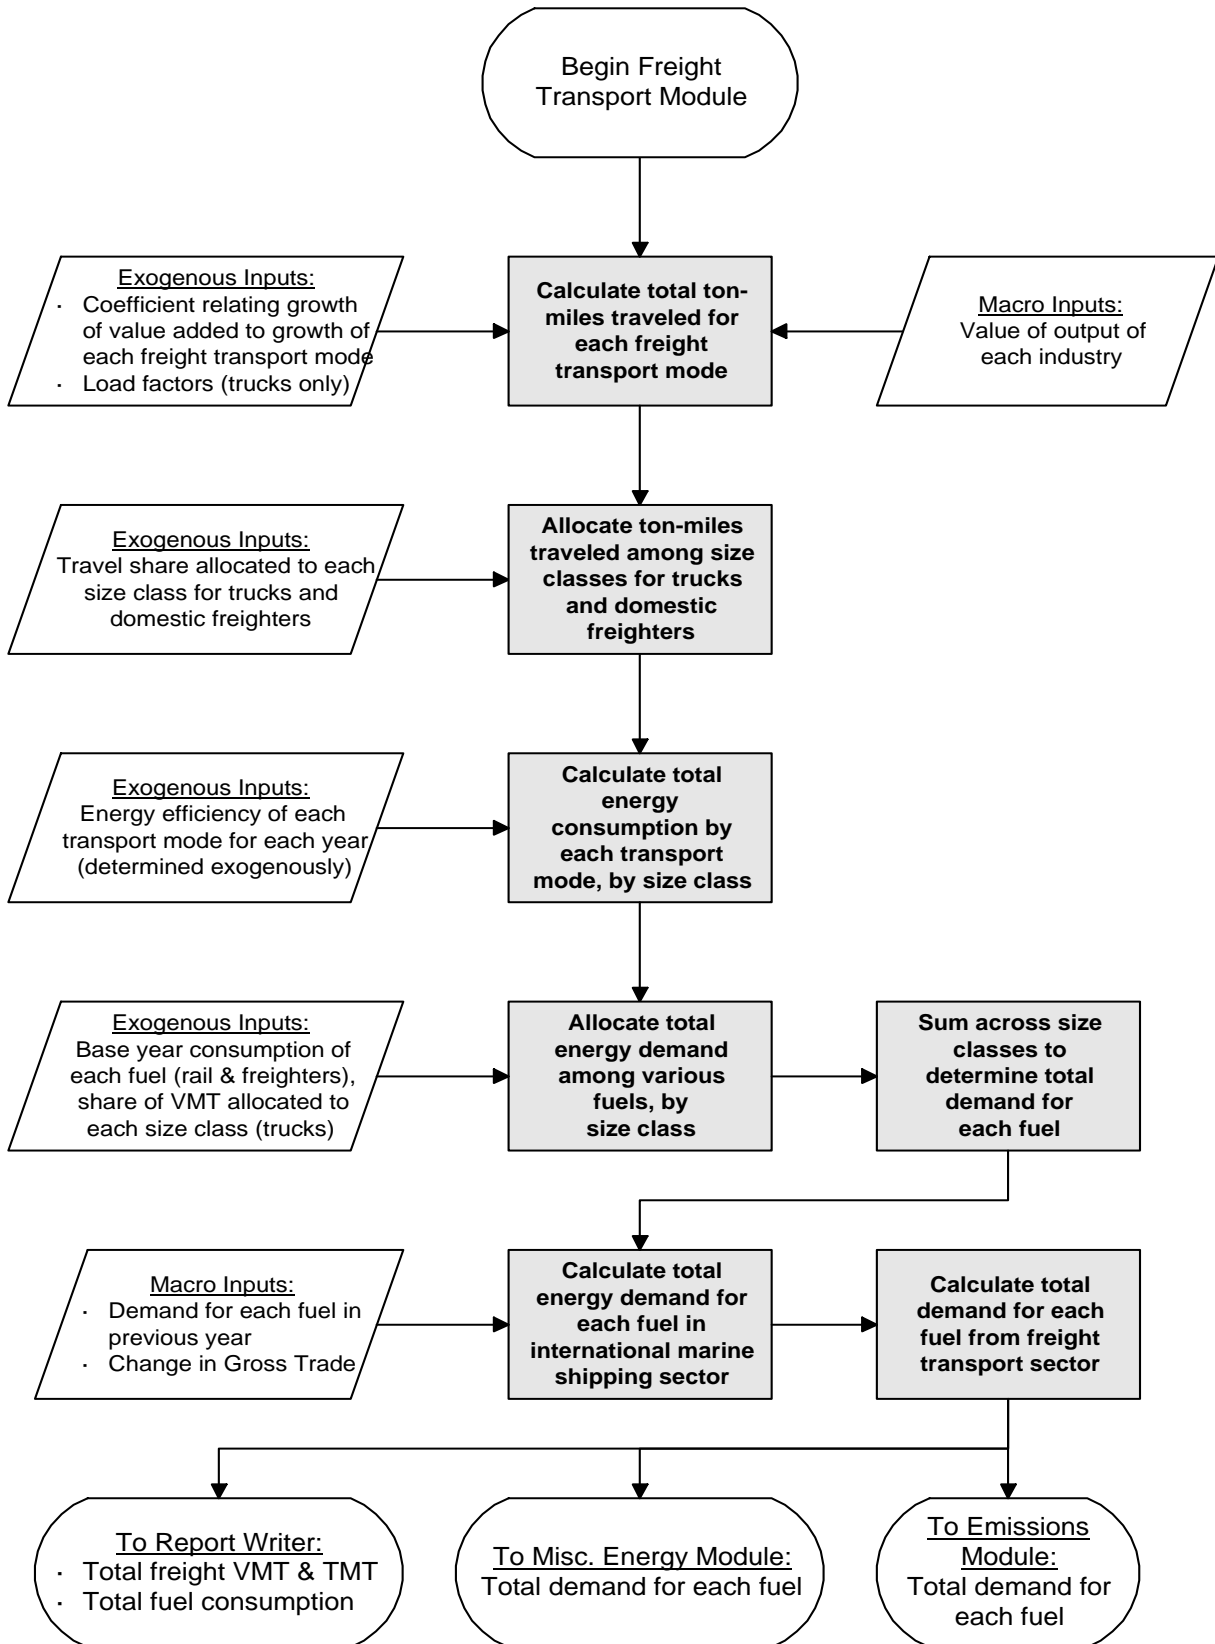 Begin Freight
Transport Module
Exogenous Inputs:
· Coefficient relating growth
of value added to growth of
each freight transport mode
· Load factors (trucks only)
Calculate total ton-
miles traveled for
each freight
transport mode
Macro Inputs:
Value of output of
each industry
Exogenous Inputs:
Travel share allocated to each
size class for trucks and
domestic freighters
Allocate ton-miles
traveled among size
classes for trucks
and domestic
freighters
Exogenous Inputs:
Energy efficiency of each
transport mode for each year
(determined exogenously)
Calculate total
energy
consumption by
each transport
mode, by size class
Exogenous Inputs:
Base year consumption of
each fuel (rail & freighters),
share of VMT allocated to
each size class (trucks)
Allocate total
energy demand
among various
fuels, by
size class
Sum across size
classes to
determine total
demand for
each fuel
Macro Inputs:
· Demand for each fuel in
previous year
· Change in Gross Trade
Calculate total
energy demand for
each fuel in
international marine
shipping sector
Calculate total
demand for each
fuel from freight
transport sector
To Report Writer:
· Total freight VMT & TMT
· Total fuel consumption
To Misc. Energy Module:
Total demand for each fuel
To Emissions
Module:
Total demand for
each fuel